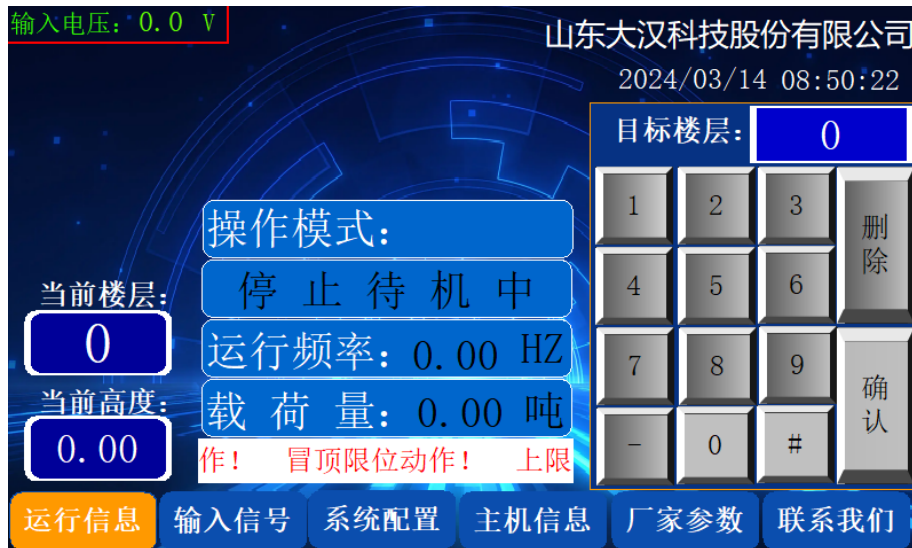 输入电压：0.0 V
山东大汉科技股份有限公司
2024/03/14 08:50:22
目标楼层：0
1 2 3 删除
4 5 6
7 8 9 确认
- 0 #
操作模式：
停止待机中
运行频率：0.00 HZ
载荷量：0.00 吨
作！ 冒顶限位动作！ 上限
当前楼层：
0
当前高度：
0.00
运行信息 输入信号 系统配置 主机信息 厂家参数 联系我们